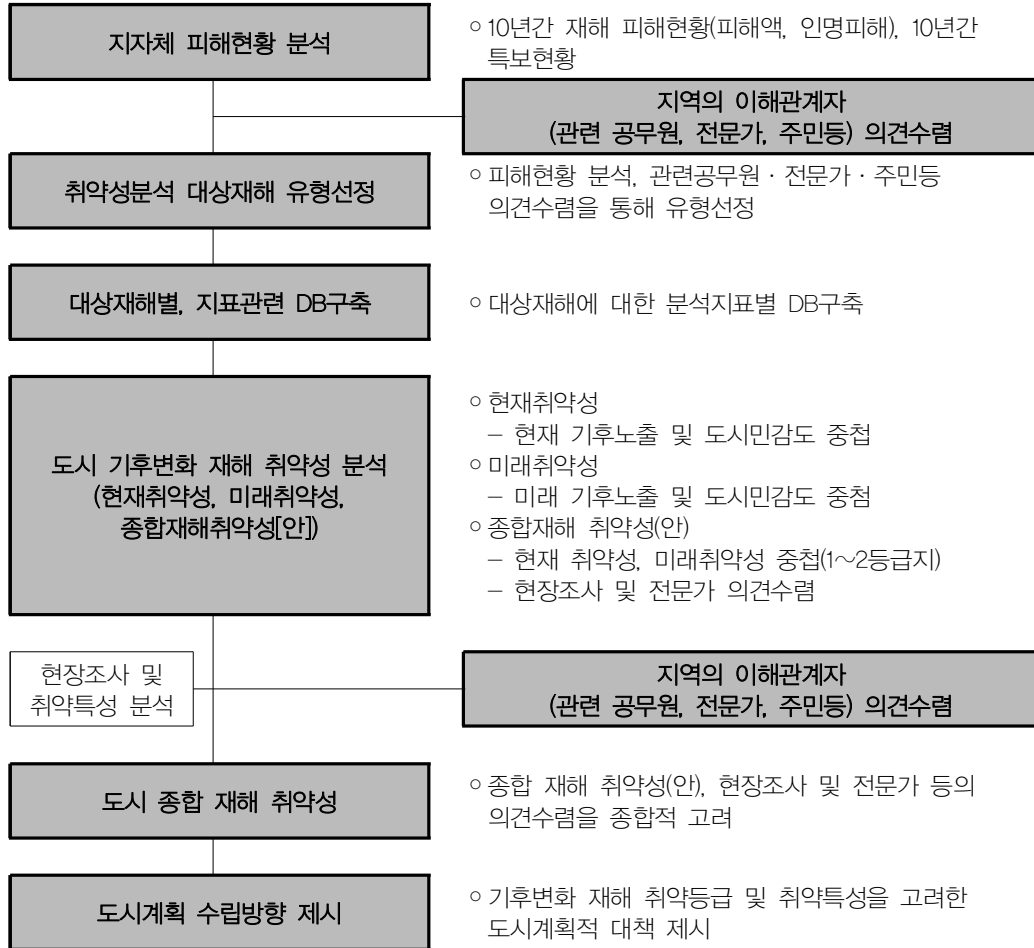 지자체 피해현황 분석
○ 10년간 재해 피해현황(피해액, 인명피해), 10년간
특보현황
지역의 이해관계자
(관련 공무원, 전문가, 주민등) 의견수렴
취약성분석 대상재해 유형선정
○ 피해현황 분석, 관련공무원·전문가·주민등
의견수렴을 통해 유형선정
대상재해별, 지표관련 DB구축
○ 대상재해에 대한 분석지표별 DB구축
도시 기후변화 재해 취약성 분석
(현재취약성, 미래취약성,
종합재해취약성[안])
○ 현재취약성
– 현재 기후노출 및 도시민감도 중첩
○ 미래취약성
– 미래 기후노출 및 도시민감도 중첨
○ 종합재해 취약성(안)
– 현재 취약성, 미래취약성 중첩(1~2등급지)
– 현장조사 및 전문가 의견수렴
현장조사 및
취약특성 분석
지역의 이해관계자
(관련 공무원, 전문가, 주민등) 의견수렴
도시 종합 재해 취약성
○ 종합 재해 취약성(안), 현장조사 및 전문가 등의
의견수렴을 종합적 고려
도시계획 수립방향 제시
○ 기후변화 재해 취약등급 및 취약특성을 고려한
도시계획적 대책 제시